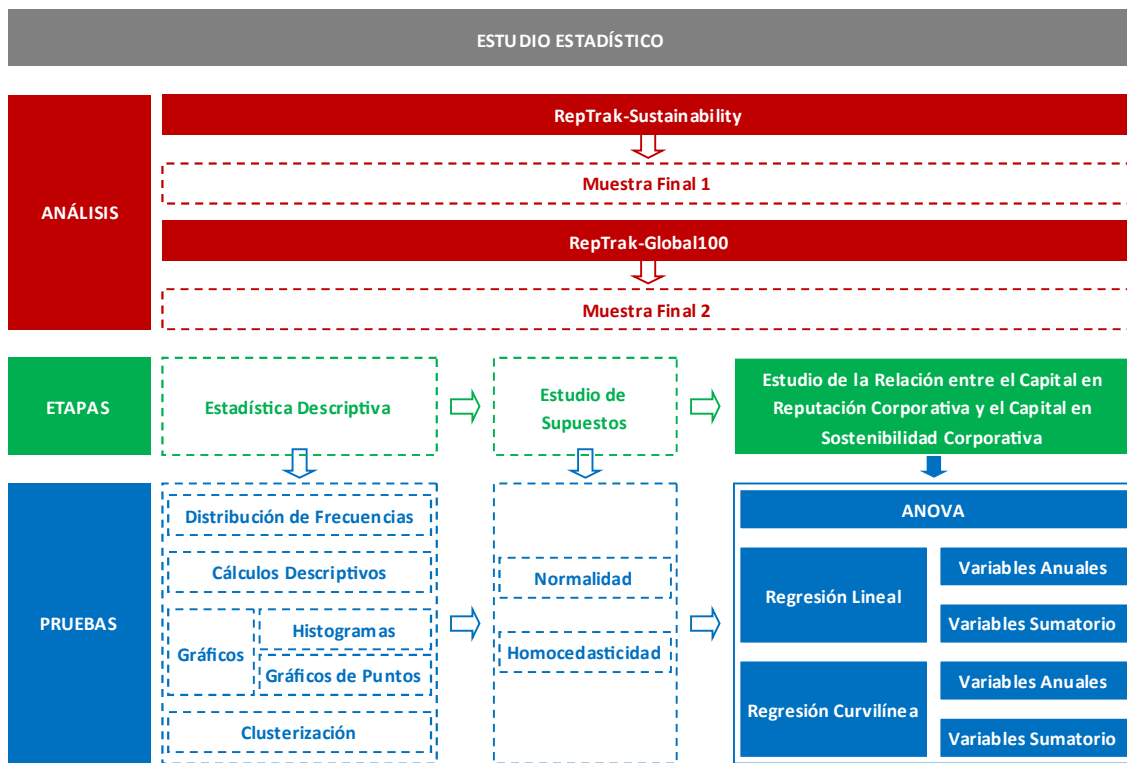 ESTUDIO ESTADÍSTICO
ANÁLISIS
RepTrak-Sustainability
Muestra Final 1
RepTrak-Global100
Muestra Final 2
ETAPAS
Estadística Descriptiva
Estudio de
Supuestos
Estudio de la Relación entre el Capital en
Reputación Corporativa y el Capital en
Sostenibilidad Corporativa
PRUEBAS
Distribución de Frecuencias
Cálculos Descriptivos
Gráficos
Histogramas
Gráficos de Puntos
Clusterización
Normalidad
Homocedasticidad
ANOVA
Regresión Lineal
Variables Anuales
Variables Sumatorio
Regresión Curvilínea
Variables Anuales
Variables Sumatorio